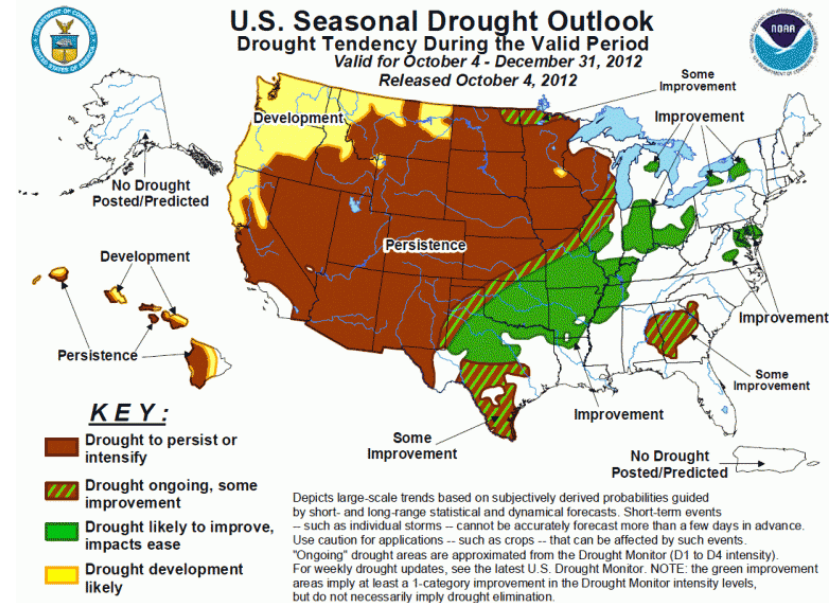 U.S. Seasonal Drought Outlook
Drought Tendency During the Valid Period
Valid for October 4 - December 31, 2012
Released October 4, 2012
DEPARTMENT OF COMMERCE
UNITED STATES OF AMERICA
NOAA
Some
Improvement
Improvement
Development
No Drought
Posted/Predicted
Persistence
Development
Persistence
Improvement
Some
Improvement
Improvement
Some
Improvement
No Drought
Posted/Predicted
KEY:
Drought to persist or
intensify
Drought ongoing, some
improvement
Drought likely to improve,
impacts ease
Drought development
likely
Depicts large-scale trends based on subjectively derived probabilities guided
by short- and long-range statistical and dynamical forecasts. Short-term events
-- such as individual storms -- cannot be accurately forecast more than a few days in advance.
Use caution for applications -- such as crops -- that can be affected by such events.
"Ongoing" drought areas are approximated from the Drought Monitor (D1 to D4 intensity).
For weekly drought updates, see the latest U.S. Drought Monitor. NOTE: the green improvement
areas imply at least a 1-category improvement in the Drought Monitor intensity levels,
but do not necessarily imply drought elimination.